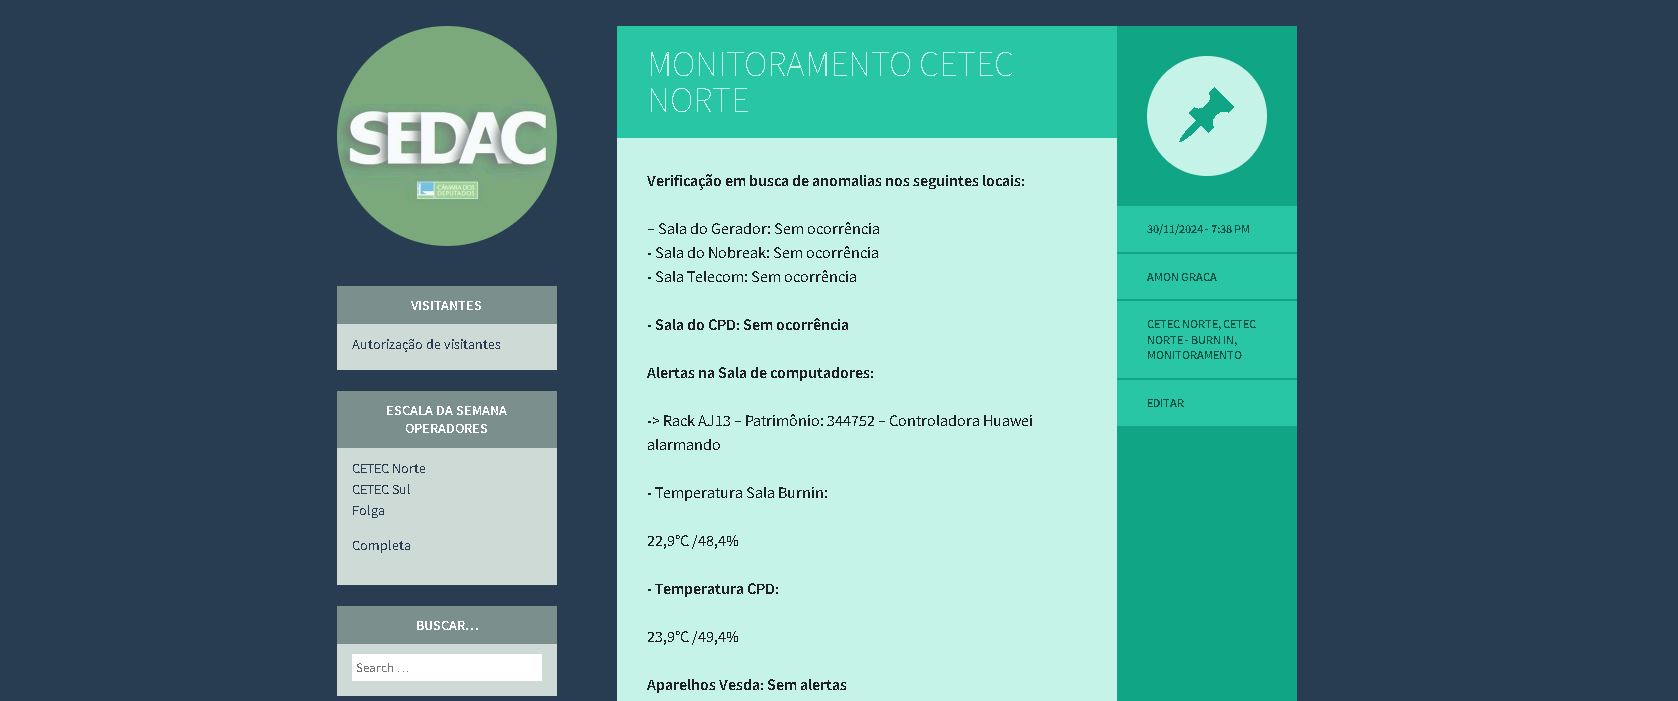 SEDAC
CÂMARA DOS
DEPUTADOS
VISITANTES
Autorização de visitantes
ESCALA DA SEMANA
OPERADORES
CETEC Norte
CETEC Sul
Folga
Completa
BUSCAR...
Search ...
MONITORAMENTO CETEC
NORTE
Verificação em busca de anomalias nos seguintes locais:
– Sala do Gerador: Sem ocorrência
- Sala do Nobreak: Sem ocorrência
- Sala Telecom: Sem ocorrência
- Sala do CPD: Sem ocorrência
Alertas na Sala de computadores:
-> Rack AJ13 – Patrimônio: 344752 – Controladora Huawei
alarmando
- Temperatura Sala Burnin:
22,9°C /48,4%
- Temperatura CPD:
23,9°C /49,4%
Aparelhos Vesda: Sem alertas
30/11/2024 - 7:38 PM
AMON GRACA
CETEC NORTE, CETEC
NORTE - BURN IN,
MONITORAMENTO
EDITAR